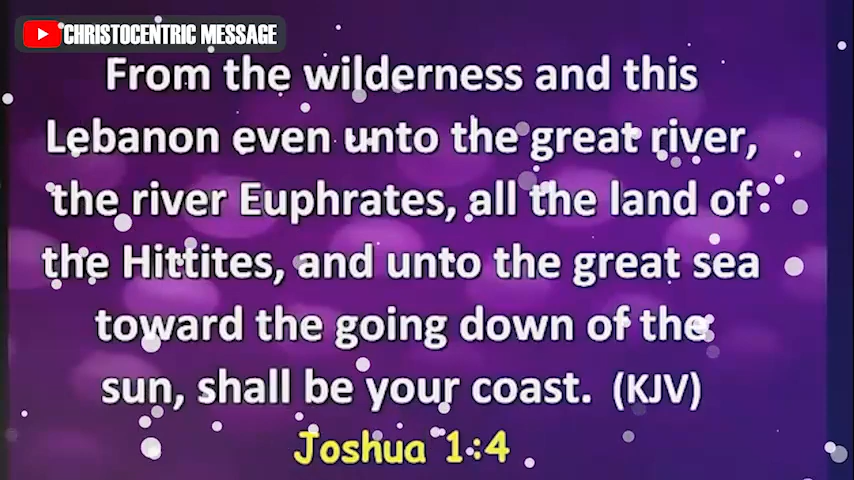 CHRISTOCENTRIC MESSAGE
From the wilderness and this
Lebanon even unto the great river,
the river Euphrates, all the land of
the Hittites, and unto the great sea
toward the going down of the
sun, shall be your coast. (KJV)
Joshua 1:4